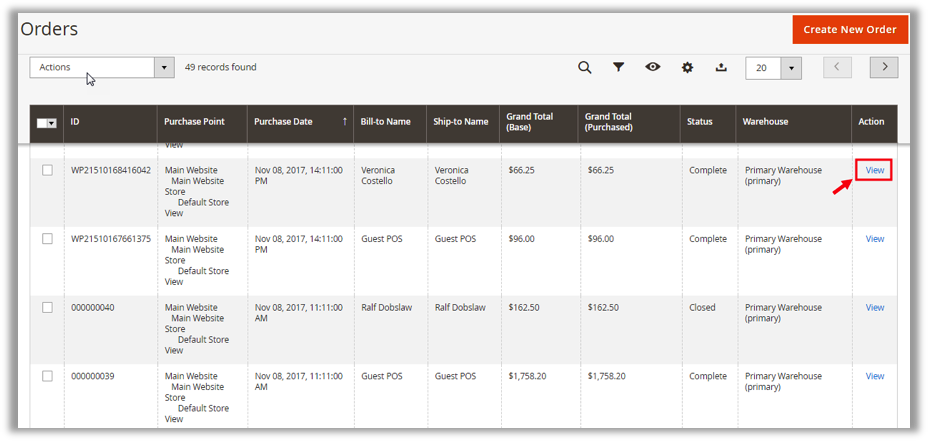 Orders
Create New Order
Actions
49 records found
20
ID
Purchase Point
Purchase Date
Bill-to Name
Ship-to Name
Grand Total
(Base)
Grand Total
(Purchased)
Status
Warehouse
Action
View
WP21510168416042
Main Website
Main Website
Store
Default Store
View
Nov 08, 2017, 14:11:00
PM
Veronica
Costello
Veronica
Costello
$66.25
$66.25
Complete
Primary Warehouse
(primary)
View
WP21510167661375
Main Website
Main Website
Store
Default Store
View
Nov 08, 2017, 14:11:00
PM
Guest POS
Guest POS
$96.00
$96.00
Complete
Primary Warehouse
(primary)
View
000000040
Main Website
Main Website
Store
Default Store
View
Nov 08, 2017, 11:11:00
AM
Ralf Dobslaw
Ralf Dobslaw
$162.50
$162.50
Closed
Primary Warehouse
(primary)
View
000000039
Main Website
Main Website
Store
Default Store
View
Nov 08, 2017, 11:11:00
AM
Guest POS
Guest POS
$1,758.20
$1,758.20
Complete
Primary Warehouse
(primary)
View